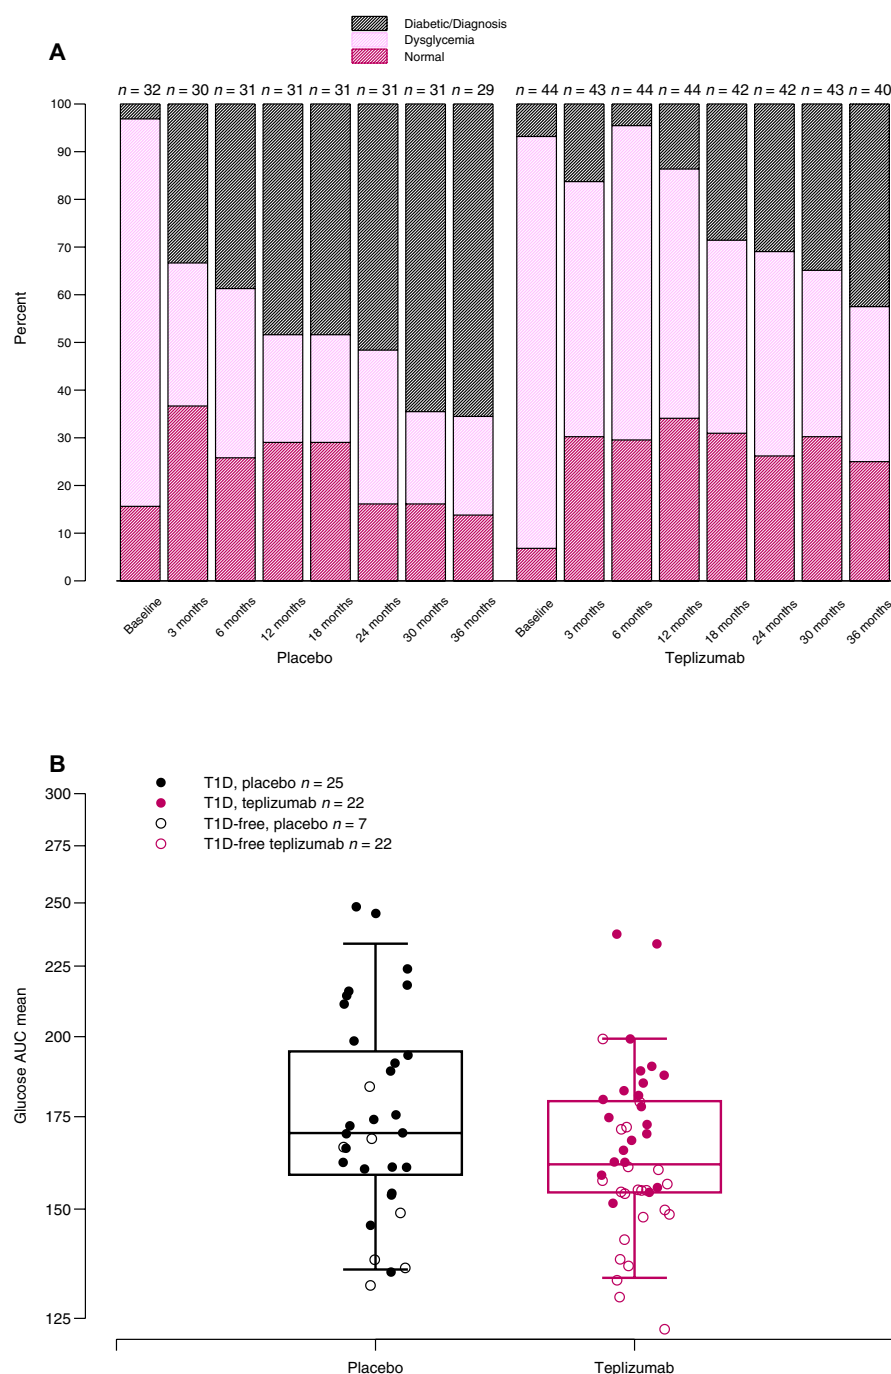 A
Diabetic/Diagnosis
Dysglycemia
Normal
n = 32 n = 30 n = 31 n = 31 n = 31 n = 31 n = 31 n = 29 n = 44 n = 43 n = 44 n = 44 n = 42 n = 42 n = 43 n = 40
100
90
80
70
60
50
40
30
20
10
0
Percent
Baseline 3 months 6 months 12 months 18 months 24 months 30 months 36 months Baseline 3 months 6 months 12 months 18 months 24 months 30 months 36 months
Placebo Teplizumab
B
T1D, placebo n = 25
T1D, teplizumab n = 22
T1D-free, placebo n = 7
T1D-free teplizumab n = 22
300
275
250
225
200
175
150
125
Glucose AUC mean
Placebo Teplizumab